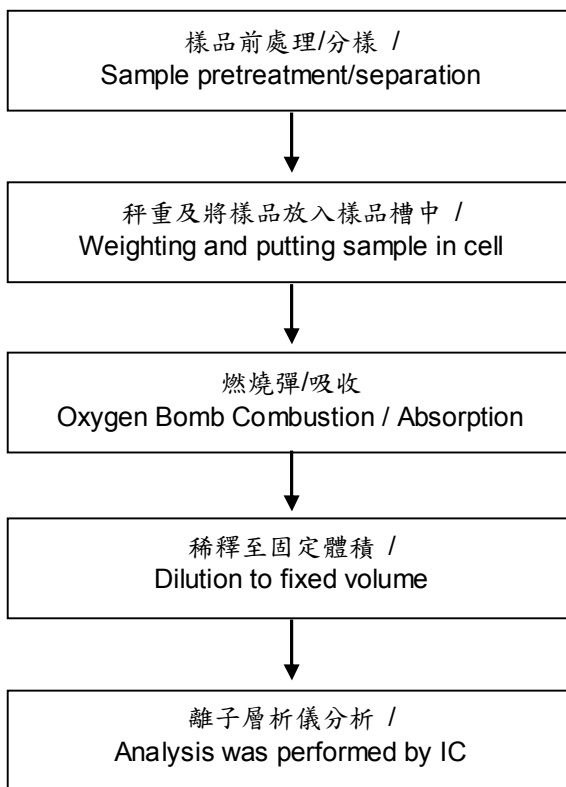 樣品前處理/分樣 /
Sample pretreatment/separation
秤重及將樣品放入樣品槽中 /
Weighting and putting sample in cell
燃燒彈/吸收
Oxygen Bomb Combustion / Absorption
稀釋至固定體積 /
Dilution to fixed volume
離子層析儀分析 /
Analysis was performed by IC